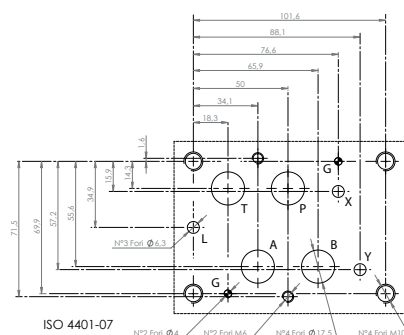 101,6
88,1
76,6
65,9
50
34,1
18,3
1,6
G
14,3
15,9
34,9
55,6
57,2
69,9
71,5
T
P
X
L
N°3 Fori Ø6,3
A
B
Y
G
ISO 4401-07
N°2 Fori Ø4
N°2 Fori M6
N°4 Fori Ø17,5
N°4 Fori M10